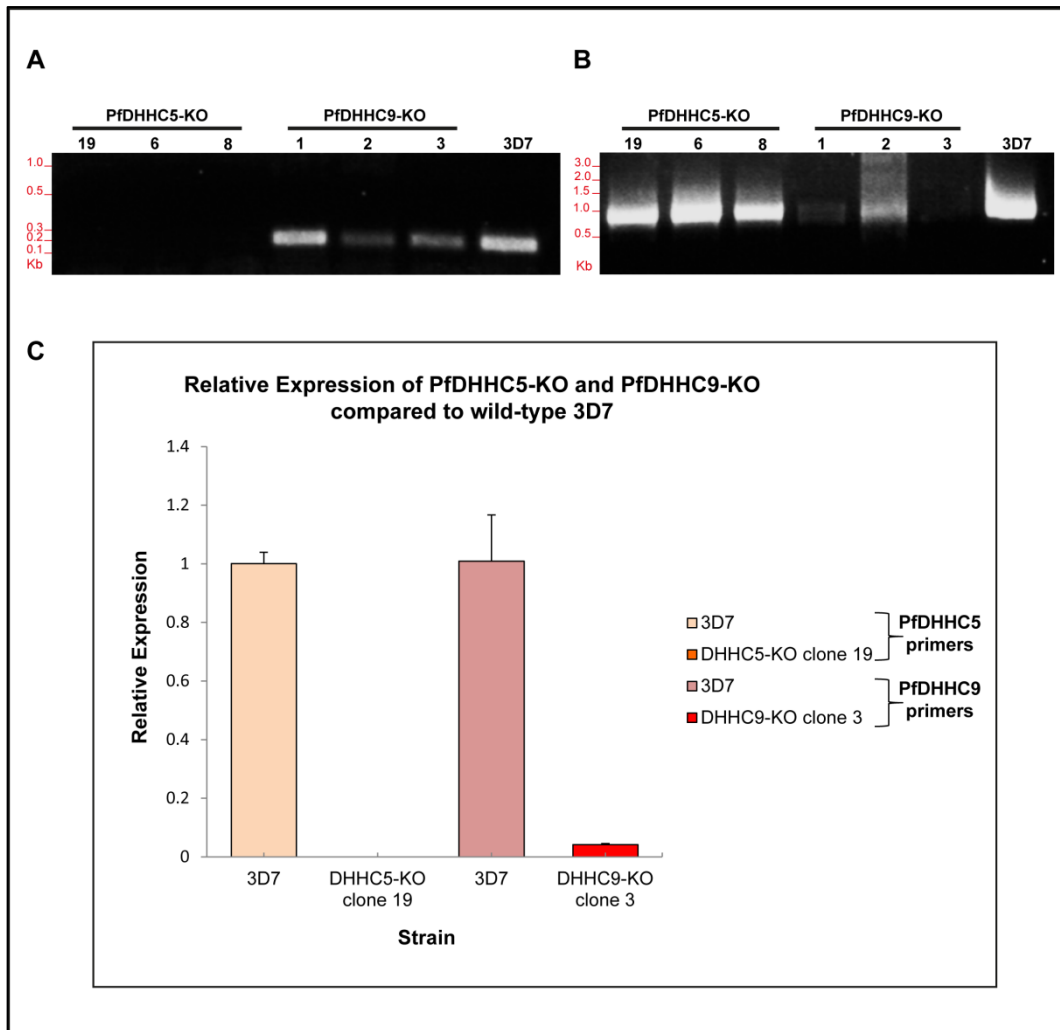 A
PfDHHC5-KO
PfDHHC9-KO
19 6 8 1 2 3 3D7
1.0
0.5
0.3
0.2
0.1
Kb
B
PfDHHC5-KO
PfDHHC9-KO
19 6 8 1 2 3 3D7
3.0
2.0
1.5
1.0
0.5
Kb
C
Relative Expression of PfDHHC5-KO and PfDHHC9-KO
compared to wild-type 3D7
Relative Expression
1.4
1.2
1
0.8
0.6
0.4
0.2
0
3D7
DHHC5-KO
clone 19
3D7
DHHC9-KO
clone 3
Strain
3D7
DHHC5-KO clone 19
PfDHHC5
primers
3D7
DHHC9-KO clone 3
PfDHHC9
primers